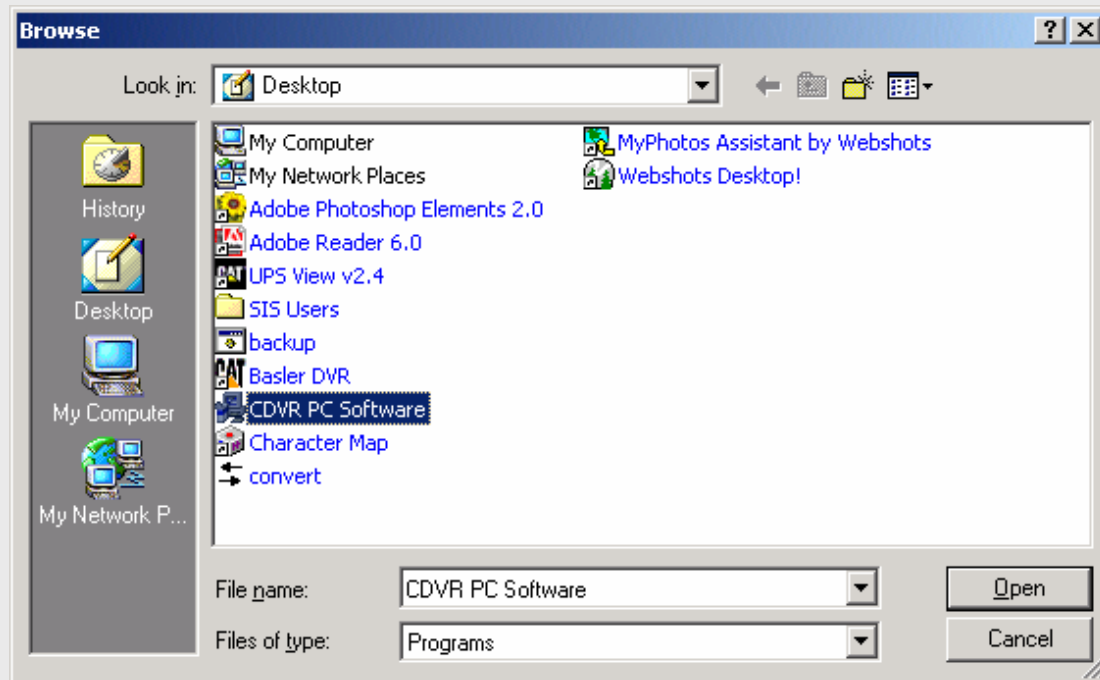 Browse
Look in: Desktop
History
Desktop
My Computer
My Network P...
My Computer
My Network Places
Adobe Photoshop Elements 2.0
Adobe Reader 6.0
CAT UPS View v2.4
SIS Users
backup
CAT Basler DVR
CDVR PC Software
Character Map
convert
MyPhotos Assistant by Webshots
Webshots Desktop!
File name: CDVR PC Software Open
Files of type: Programs Cancel